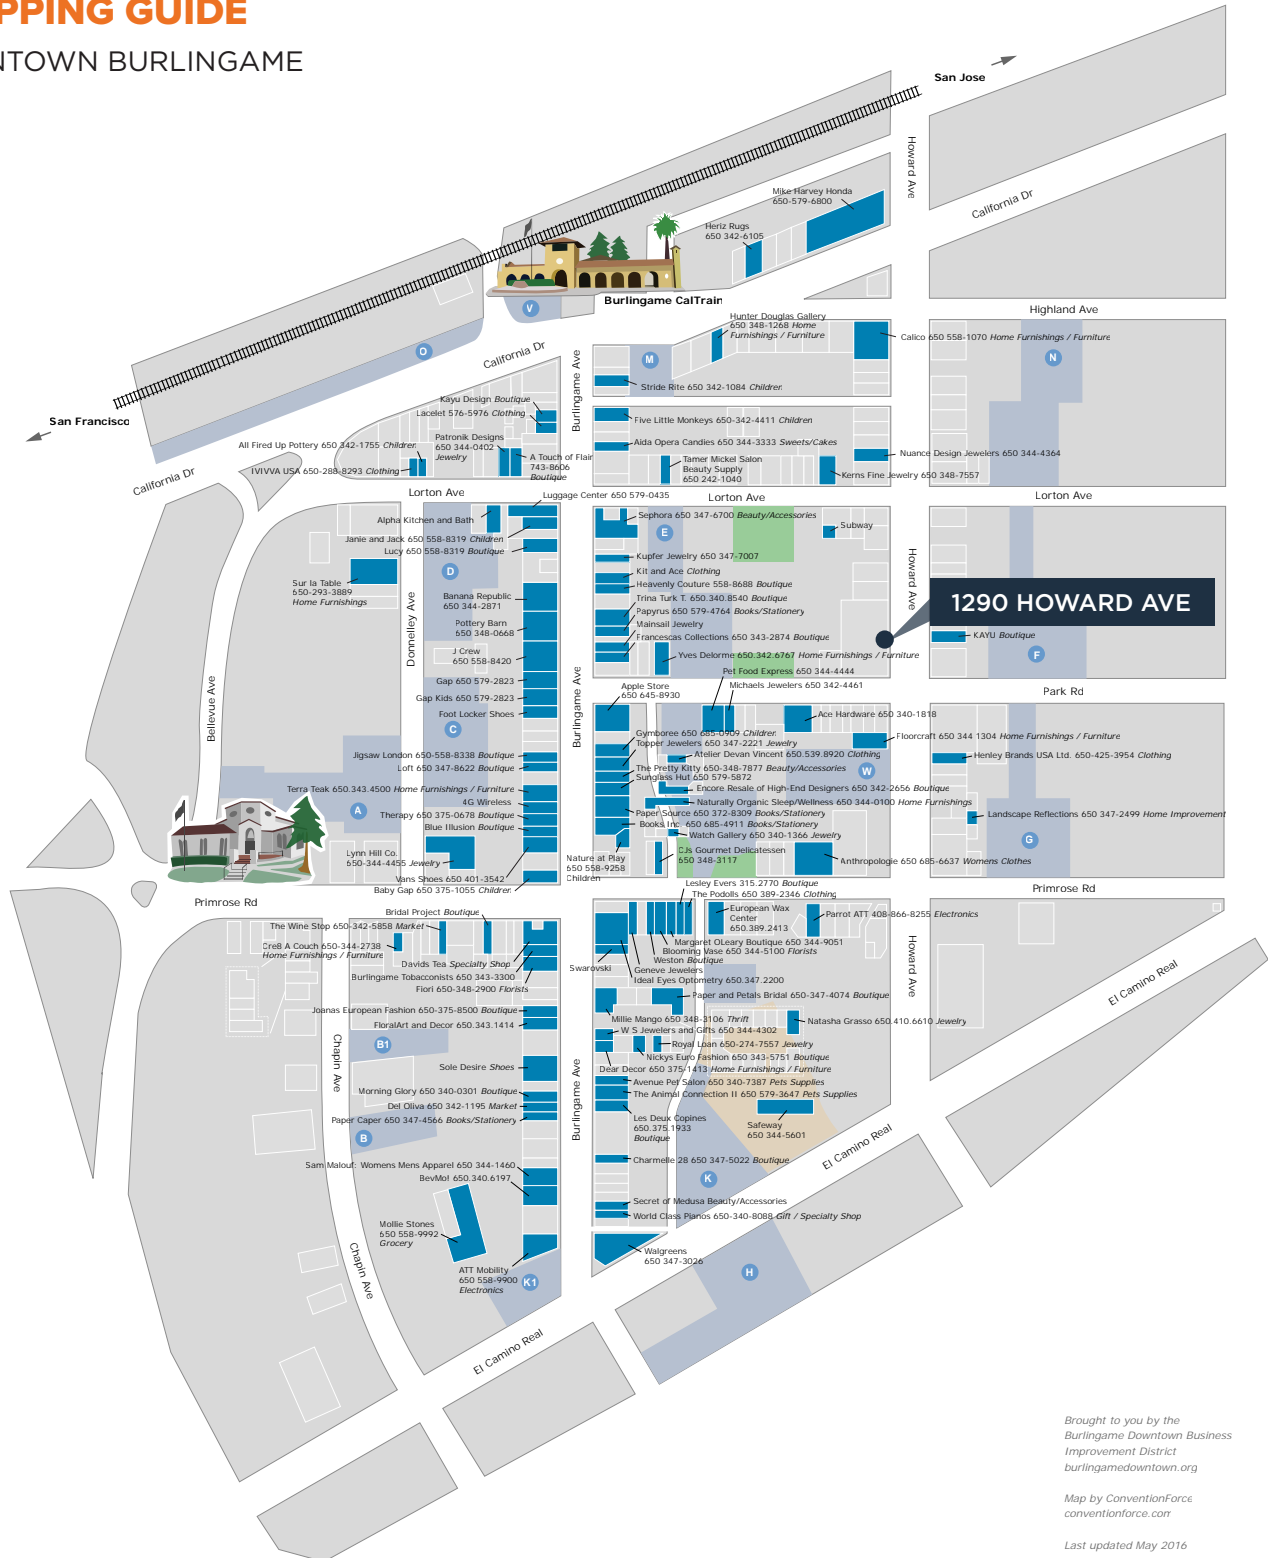 PPING GUIDE
NTOWN BURLINGAME
San Jose
Howard Ave
California Dr
Mike Harvey Honda
650-579-6800
Heriz Rugs
650 342-6105
Burlingame CalTrain
V
O
California Dr
Highland Ave
Hunter Douglas Gallery
650 348-1268 Home
Furnishings / Furniture
Calico 650 558-1070 Home Furnishings / Furniture
N
M
Burlingame Ave
Stride Rite 650 342-1084 Children
San Francisco
California Dr
Kayu Design Boutique
Lacelet 576-5976 Clothing
All Fired Up Pottery 650 342-1755 Children
Patronik Designs
650 344-0402
Jewelry
IVIVVA USA 650-288-8293 Clothing
A Touch of Flair
743-8606
Boutique
Five Little Monkeys 650-342-4411 Children
Aida Opera Candies 650 344-3333 Sweets/Cakes
Tamer Mickel Salon
Beauty Supply
650 242-1040
Nuance Design Jewelers 650 344-4364
Kerns Fine Jewelry 650 348-7557
Lorton Ave
Lorton Ave
Lorton Ave
Luggage Center 650 579-0435
Alpha Kitchen and Bath
Janie and Jack 650 558-8319 Children
Lucy 650 558-8319 Boutique
D
Sur la Table
650-293-3889
Home Furnishings
Banana Republic
650 344-2871
Pottery Barn
650 348-0668
J Crew
650 558-8420
Gap 650 579-2823
Gap Kids 650 579-2823
Foot Locker Shoes
C
Donnelley Ave
Bellevue Ave
Burlingame Ave
Sephora 650 347-6700 Beauty/Accessories
E
Subway
Kupfer Jewelry 650 347-7007
Kit and Ace Clothing
Heavenly Couture 558-8688 Boutique
Trina Turk T. 650.340.8540 Boutique
Papyrus 650 579-4764 Books/Stationery
Mainsail Jewelry
Francescas Collections 650 343-2874 Boutique
Yves Delorme 650.342.6767 Home Furnishings / Furniture
Howard Ave
1290 HOWARD AVE
KAYU Boutique
F
Park Rd
Pet Food Express 650 344-4444
Michaels Jewelers 650 342-4461
Apple Store
650 645-8930
Ace Hardware 650 340-1818
Gymboree 650 685-0909 Children
Floorcraft 650 344 1304 Home Furnishings / Furniture
Topper Jewelers 650 347-2221 Jewelry
Atelier Devan Vincent 650.539.8920 Clothing
Henley Brands USA Ltd. 650-425-3954 Clothing
The Pretty Kitty 650-348-7877 Beauty/Accessories
W
Sunglass Hut 650 579-5872
Encore Resale of High-End Designers 650 342-2656 Boutique
Naturally Organic Sleep/Wellness 650 344-0100 Home Furnishings
Paper Source 650 372-8309 Books/Stationery
Landscape Reflections 650 347-2499 Home Improvement
Books Inc. 650 685-4911 Books/Stationery
Watch Gallery 650 340-1366 Jewelry
G
CJs Gourmet Delicatessen
650 348-3117
Anthropologie 650 685-6637 Womens Clothes
Nature at Play
650 558-9258
Children
Jigsaw London 650-558-8338 Boutique
Loft 650 347-8622 Boutique
Terra Teak 650.343.4500 Home Furnishings / Furniture
4G Wireless
A
Therapy 650 375-0678 Boutique
Blue Illusion Boutique
Lynn Hill Co.
650-344-4455 Jewelry
Vans Shoes 650 401-3542
Baby Gap 650 375-1055 Children
Primrose Rd
Primrose Rd
Lesley Evers 315.2770 Boutique
The Podolls 650 389-2346 Clothing
European Wax
Center
650.389.2413
Parrot ATT 408-866-8255 Electronics
Margaret OLeary Boutique 650 344-9051
Blooming Vase 650 344-5100 Florists
Weston Boutique
Geneve Jewelers
Swarovski
Ideal Eyes Optometry 650.347.2200
Howard Ave
Bridal Project Boutique
The Wine Stop 650-342-5858 Market
Cre8 A Couch 650-344-2738
Home Furnishings / Furniture
Davids Tea Specialty Shop
Burlingame Tobacconists 650 343-3300
Fiori 650-348-2900 Florists
Joanas European Fashion 650-375-8500 Boutique
FloralArt and Decor 650.343.1414
B1
Chapin Ave
Sole Desire Shoes
Morning Glory 650 340-0301 Boutique
Del Oliva 650 342-1195 Market
Paper Caper 650 347-4566 Books/Stationery
B
Sam Malouf: Womens Mens Apparel 650 344-1460
BevMo! 650.340.6197
Mollie Stones
650 558-9992
Grocery
ATT Mobility
650 558-9900
Electronics
K1
Chapin Ave
Burlingame Ave
Paper and Petals Bridal 650-347-4074 Boutique
Millie Mango 650 348-3106 Thrift
Natasha Grasso 650.410.6610 Jewelry
W S Jewelers and Gifts 650 344-4302
Royal Loan 650-274-7557 Jewelry
Nickys Euro Fashion 650 343-5751 Boutique
Dear Decor 650 375-1413 Home Furnishings / Furniture
Avenue Pet Salon 650 340-7387 Pets Supplies
The Animal Connection II 650 579-3647 Pets Supplies
Les Deux Copines
650.375.1933
Boutique
Safeway
650 344-5601
Charmelle 28 650 347-5022 Boutique
K
Secret of Medusa Beauty/Accessories
World Class Pianos 650-340-8088 Gift / Specialty Shop
Walgreens
650 347-3026
H
El Camino Real
El Camino Real
El Camino Real
Brought to you by the
Burlingame Downtown Business
Improvement District
burlingamedowntown.org
Map by ConventionForce
conventionforce.com
Last updated May 2016